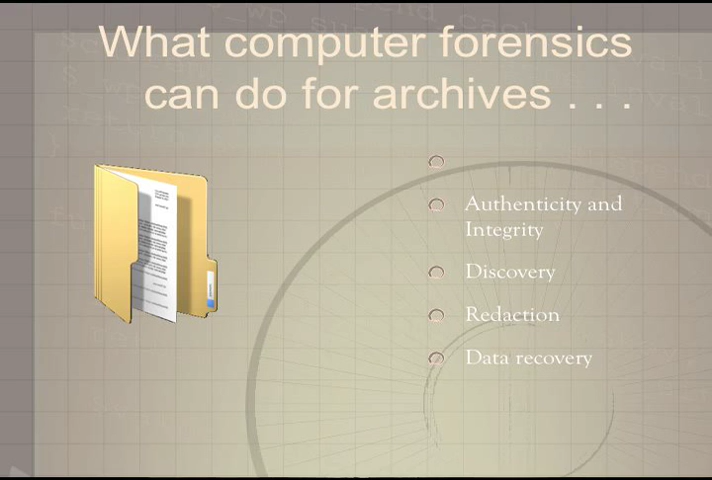 What computer forensics
can do for archives . . .
Authenticity and
Integrity
Discovery
Redaction
Data recovery